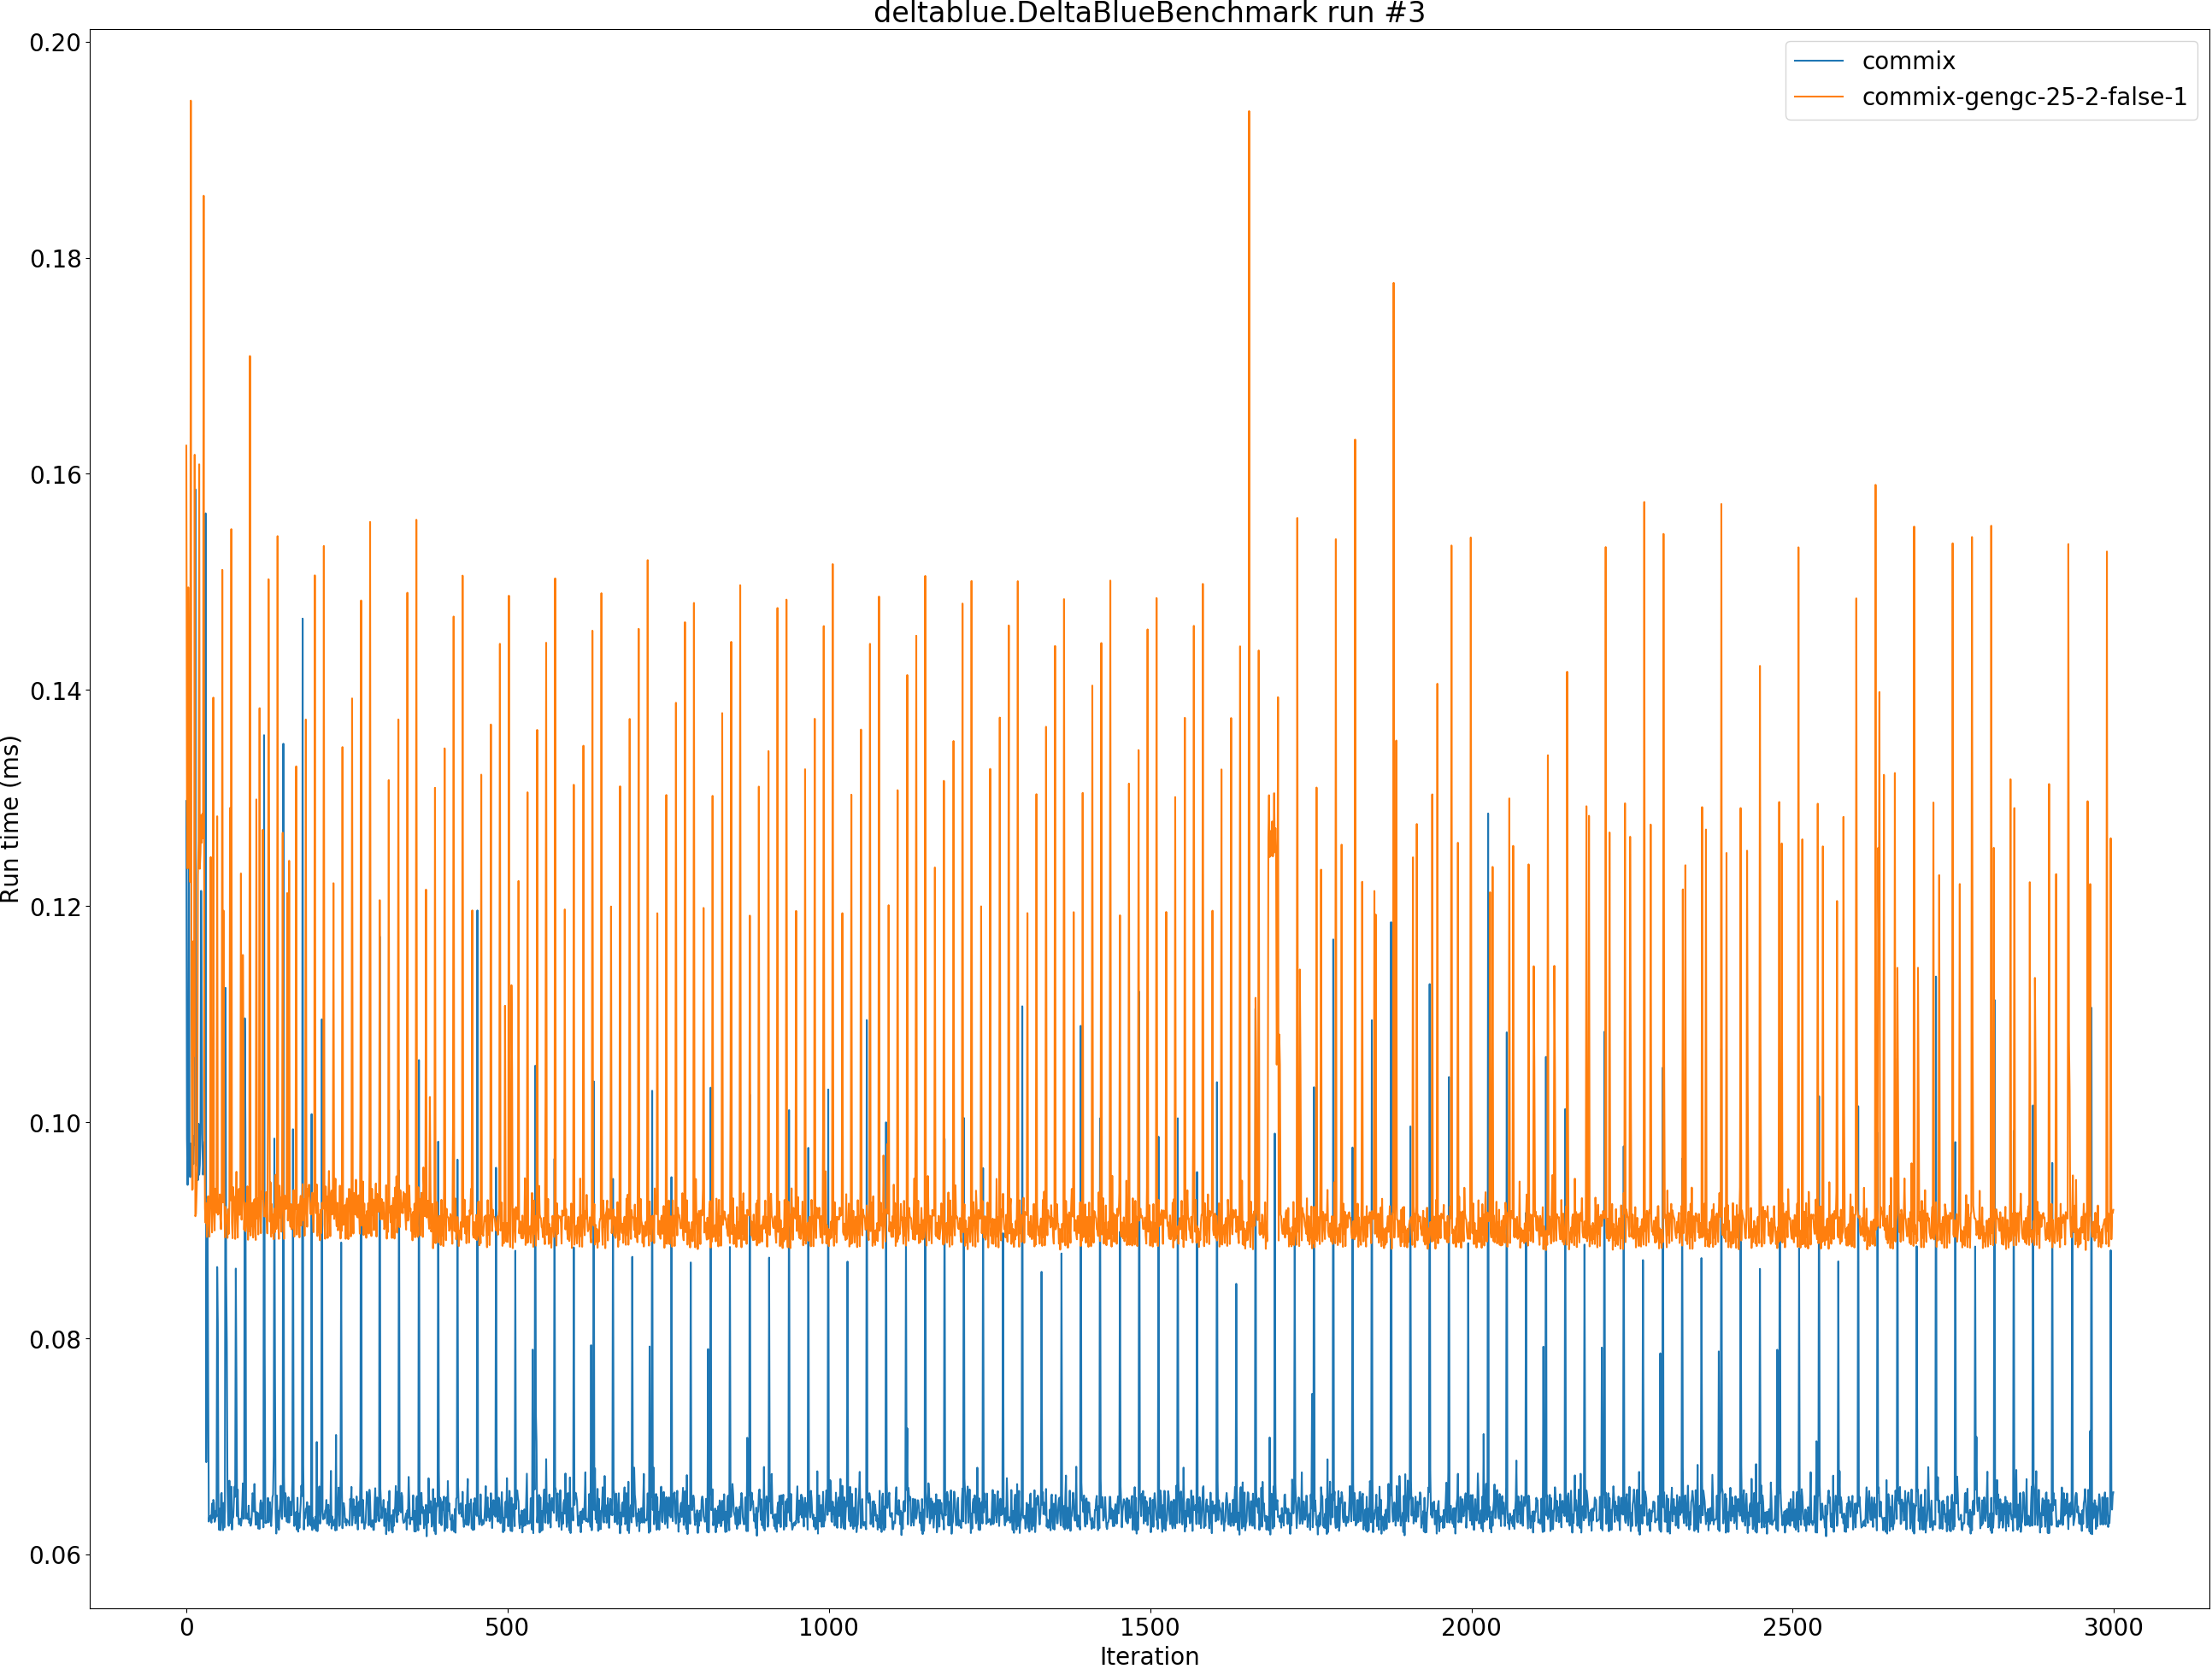 deltablue.DeltaBlueBenchmark run #3
commix
commix-gengc-25-2-false-1
Run time (ms)
0.20
0.18
0.16
0.14
0.12
0.10
0.08
0.06
0 500 1000 1500 2000 2500 3000
Iteration